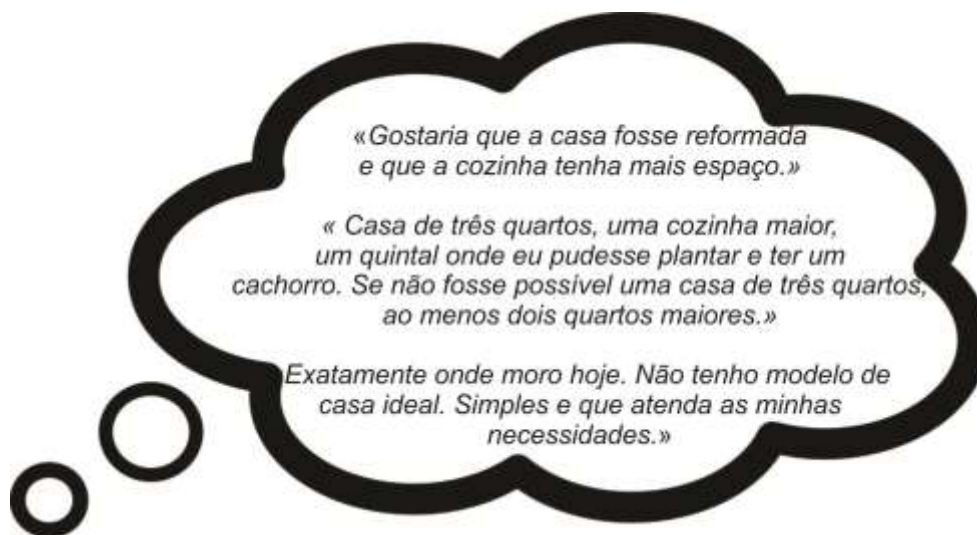 «Gostaria que a casa fosse reformada
e que a cozinha tenha mais espaço.»
« Casa de três quartos, uma cozinha maior,
um quintal onde eu pudesse plantar e ter um
cachorro. Se não fosse possível uma casa de três quartos,
ao menos dois quartos maiores.»
Exatamente onde moro hoje. Não tenho modelo de
casa ideal. Simples e que atenda as minhas
necessidades.»